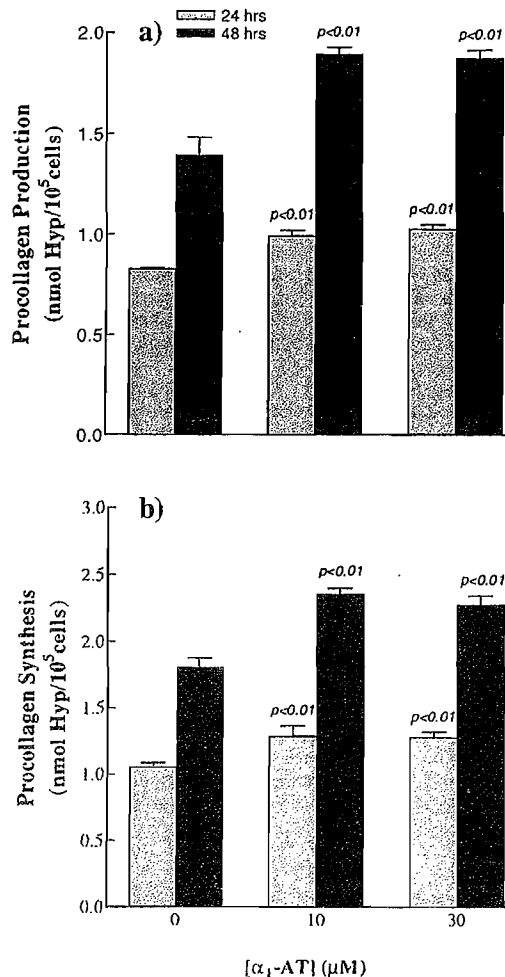 a)
24 hrs
48 hrs
Procollagen Production
(nmol Hyp/10⁵cells)
2.0
1.5
1.0
0.5
0.0
p<0.01
p<0.01
p<0.01
p<0.01
b)
Procollagen Synthesis
(nmol Hyp/10⁵cells)
3.0
2.5
2.0
1.5
1.0
0.5
0.0
p<0.01
p<0.01
p<0.01
p<0.01
0
10
30
[α₁-AT] (μM)